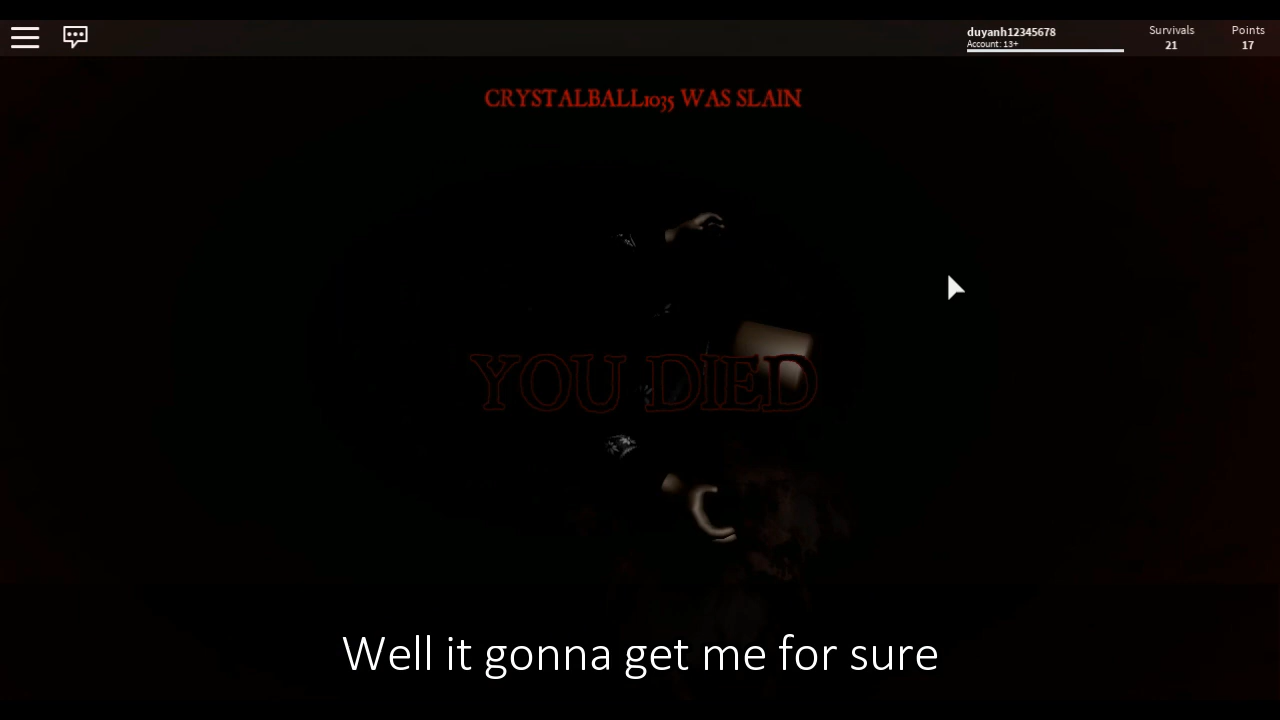 duyanh12345678
Account: 13+
Survivals
21
Points
17
CRYSTALBALL1035 WAS SLAIN
YOU DIED
Well it gonna get me for sure